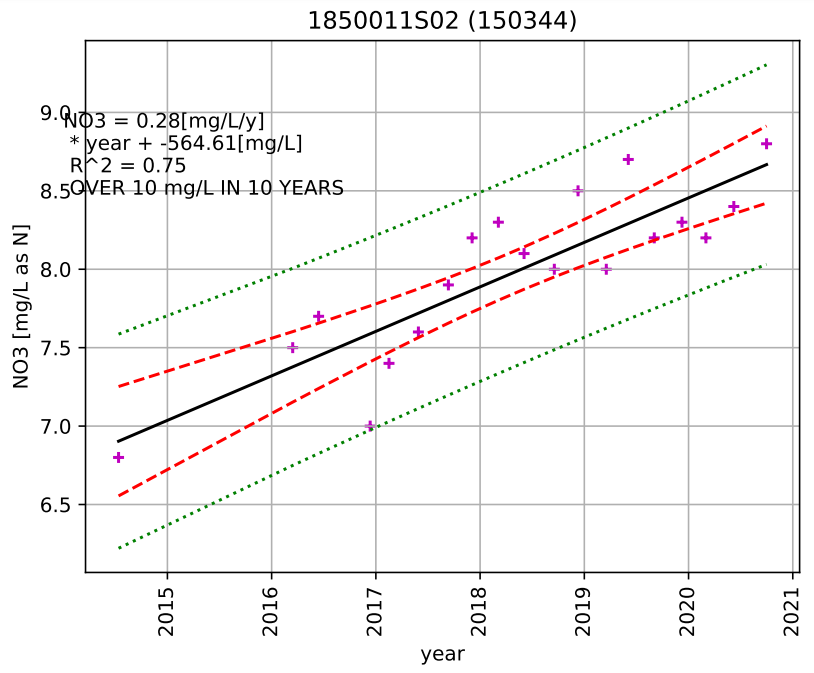 1850011S02 (150344)
9.0
NO3 = 0.28[mg/L/y]
* year + -564.61[mg/L]
R^2 = 0.75
OVER 10 mg/L IN 10 YEARS
8.5
8.0
7.5
7.0
6.5
NO3 [mg/L as N]
2015 2016 2017 2018 2019 2020 2021
year